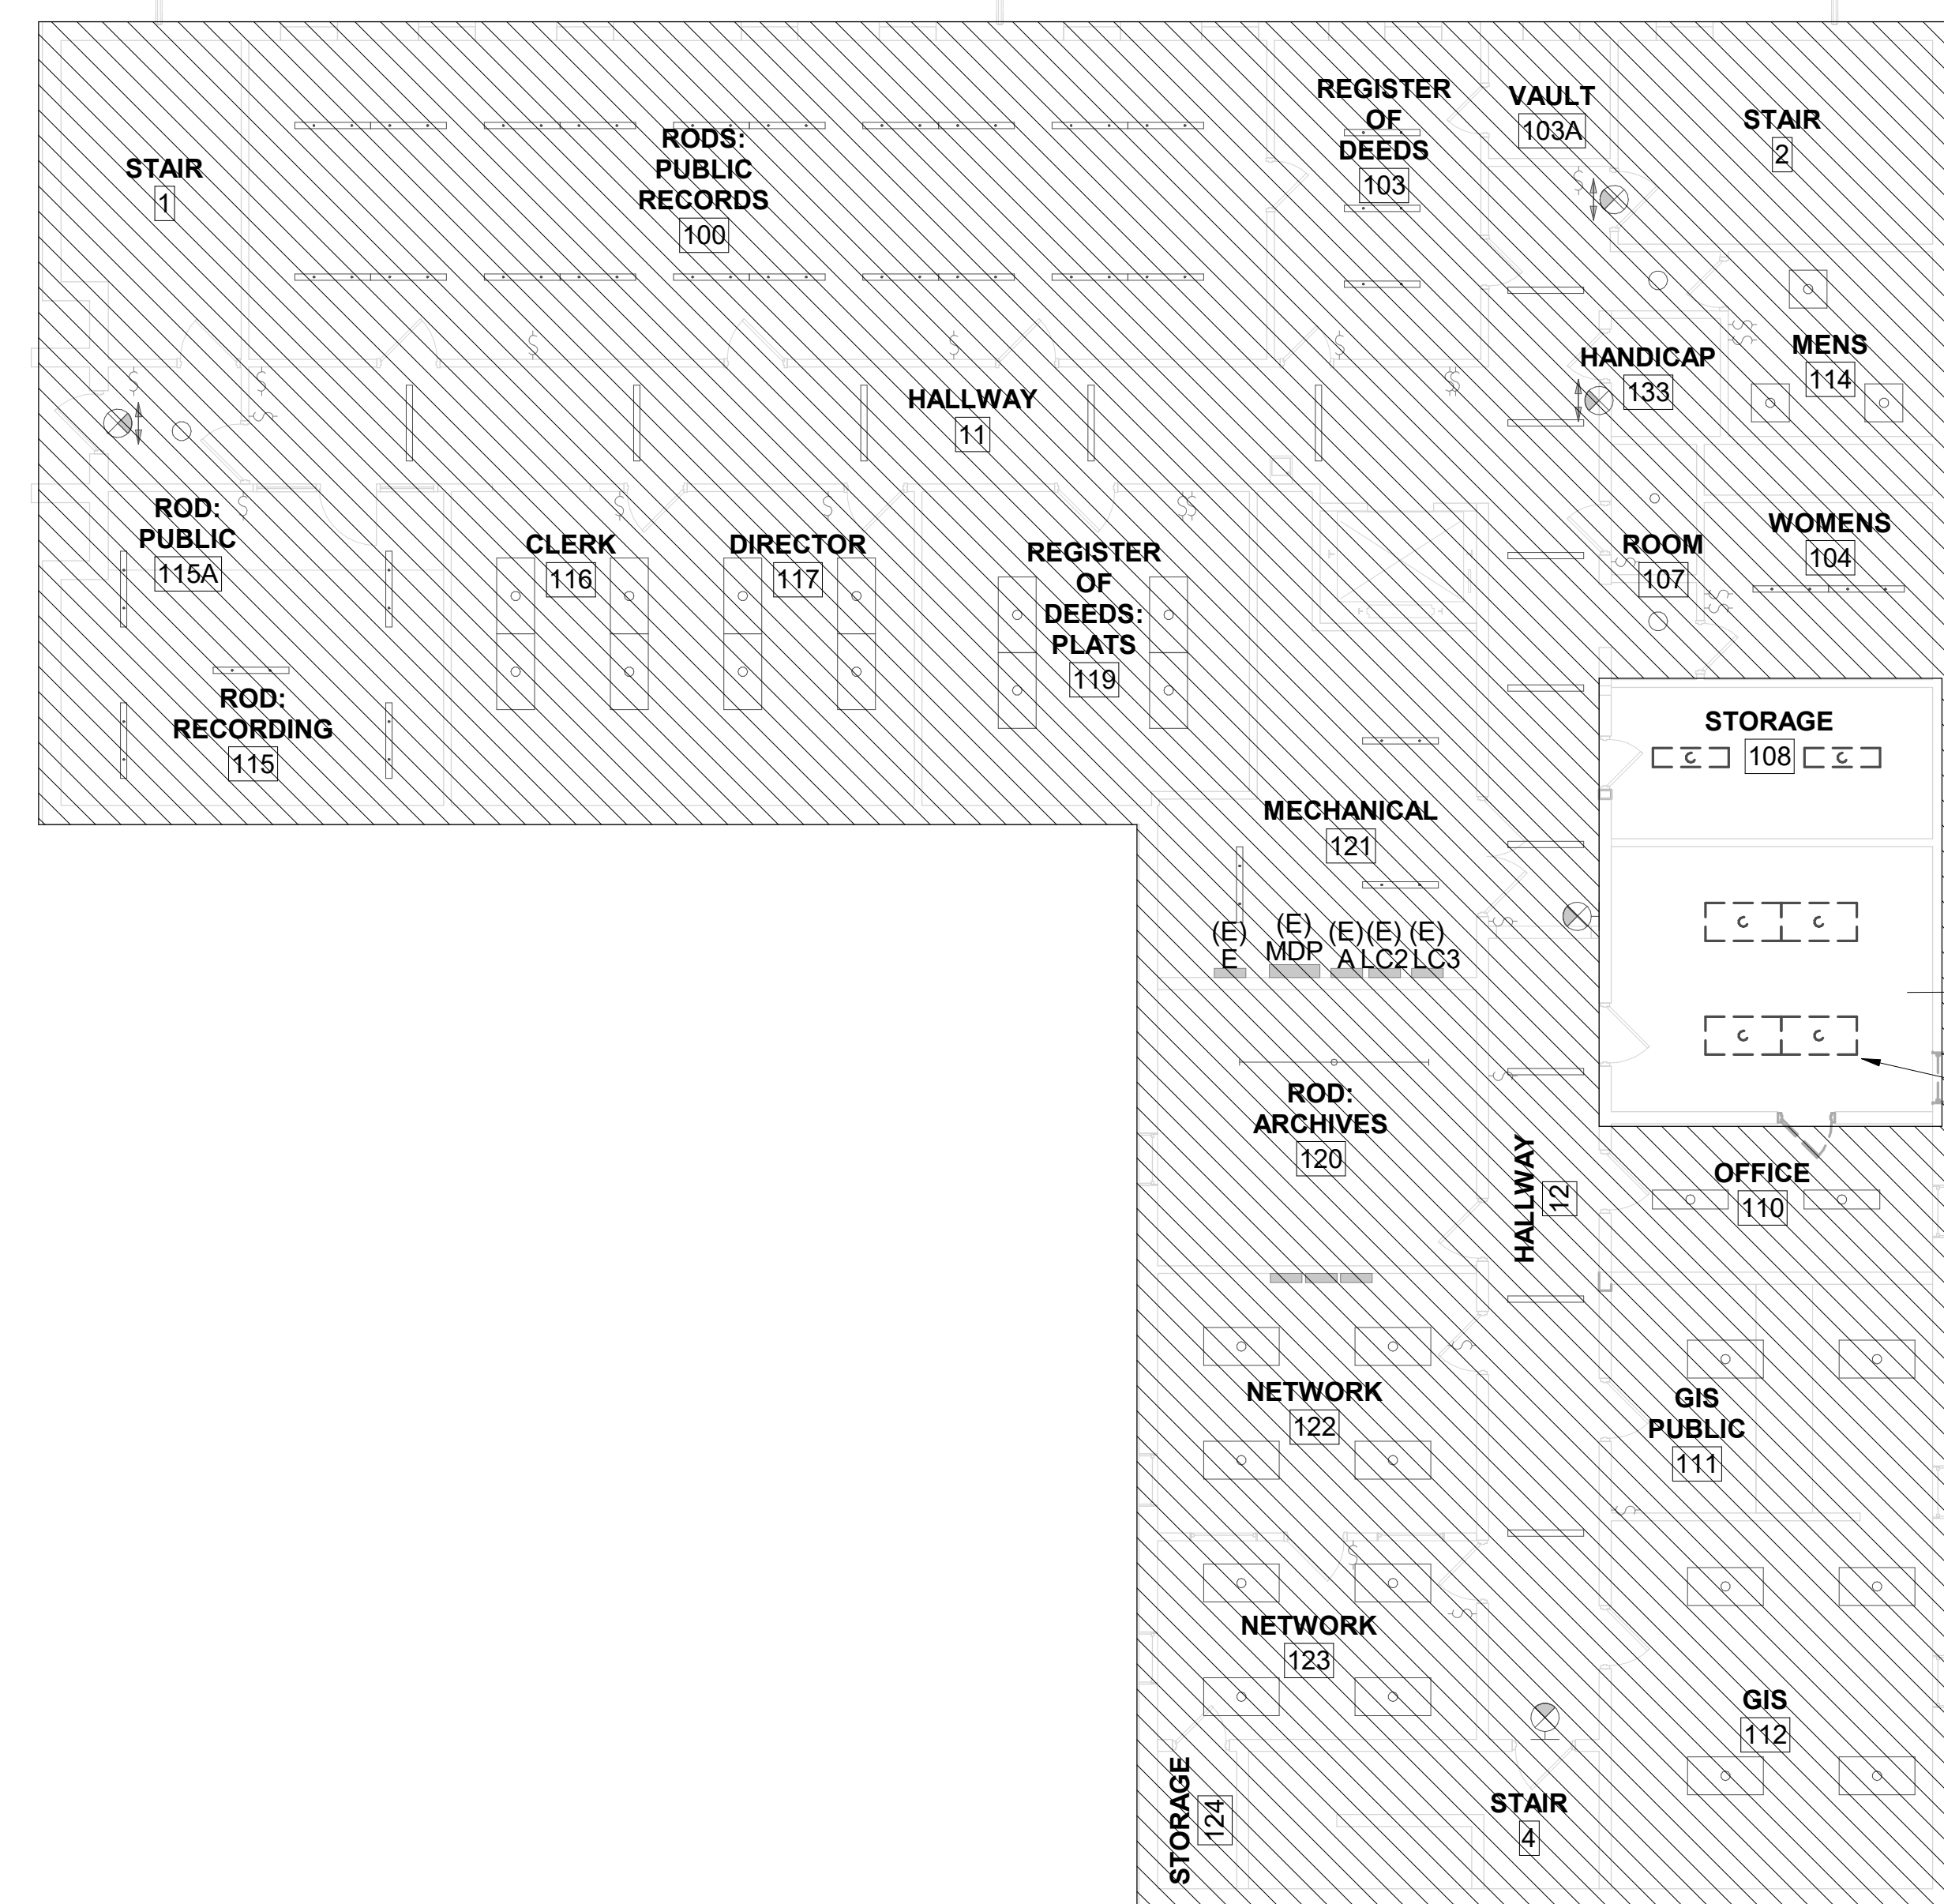 REGISTER
OF
DEEDS
103
VAULT
103A
STAIR
2
STAIR
1
RODS:
PUBLIC
RECORDS
100
HANDICAP
133
MENS
114
HALLWAY
11
ROD:
PUBLIC
115A
CLERK
116
DIRECTOR
117
REGISTER
OF
DEEDS:
PLATS
119
ROOM
107
WOMENS
104
ROD:
RECORDING
115
STORAGE
108
MECHANICAL
121
(E)
E
(E)
MDP
(E)
A
(E)
LC2
(E)
LC3
ROD:
ARCHIVES
120
HALLWAY
12
OFFICE
110
NETWORK
122
GIS
PUBLIC
111
NETWORK
123
GIS
112
STORAGE
124
STAIR
4